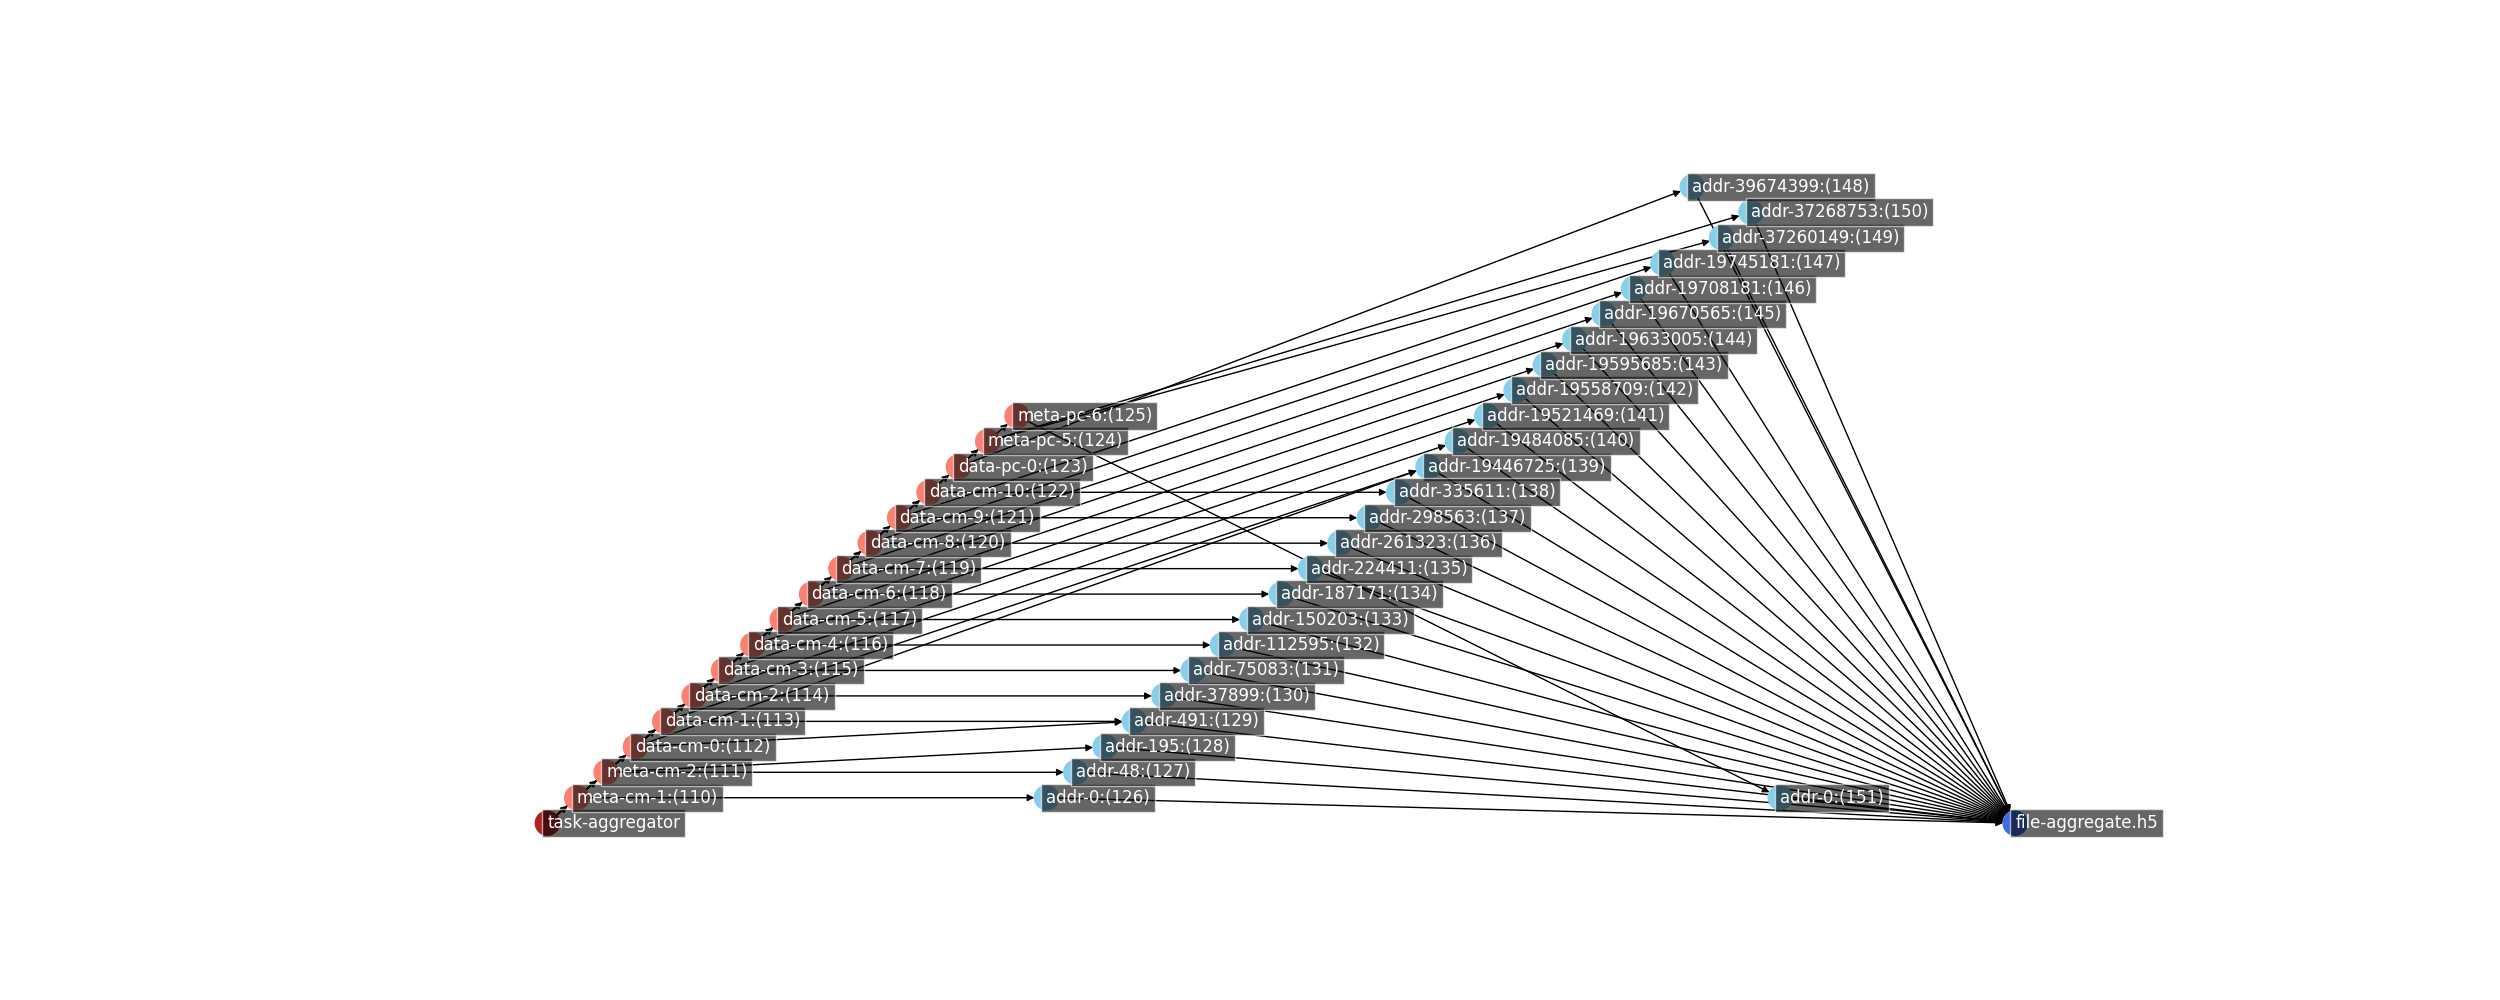 addr-39674399:(148)
addr-37268753:(150)
addr-37260149:(149)
addr-19745181:(147)
addr-19708181:(146)
addr-19670565:(145)
addr-19633005:(144)
addr-19595685:(143)
addr-19558709:(142)
meta-pc-6:(125)
addr-19521469:(141)
meta-pc-5:(124)
addr-19484085:(140)
data-pc-0:(123)
addr-19446725:(139)
data-cm-10:(122)
addr-335611:(138)
data-cm-9:(121)
addr-298563:(137)
data-cm-8:(120)
addr-261323:(136)
data-cm-7:(119)
addr-224411:(135)
data-cm-6:(118)
addr-187171:(134)
data-cm-5:(117)
addr-150203:(133)
data-cm-4:(116)
addr-112595:(132)
data-cm-3:(115)
addr-75083:(131)
data-cm-2:(114)
addr-37899:(130)
data-cm-1:(113)
addr-491:(129)
data-cm-0:(112)
addr-195:(128)
meta-cm-2:(111)
addr-48:(127)
meta-cm-1:(110)
addr-0:(126)
addr-0:(151)
task-aggregator
file-aggregate.h5